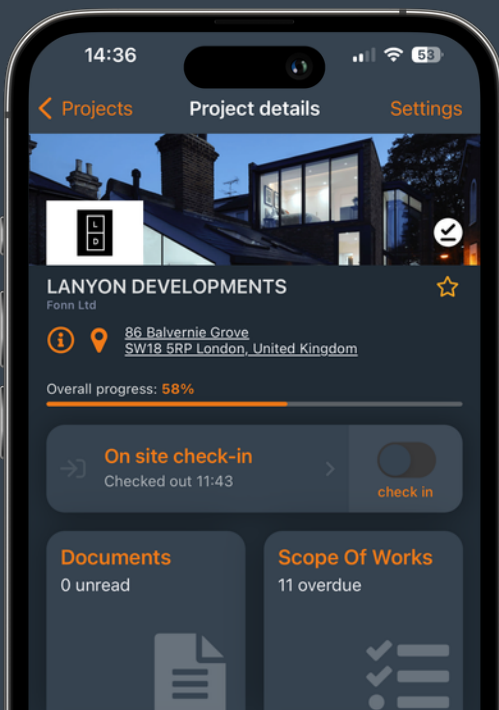 14:36
53
Projects
Project details
Settings
L
D
LANYON DEVELOPMENTS
Fonn Ltd
86 Balvernie Grove
SW18 5RP London, United Kingdom
Overall progress: 58%
On site check-in
Checked out 11:43
check in
Documents
0 unread
Scope Of Works
11 overdue